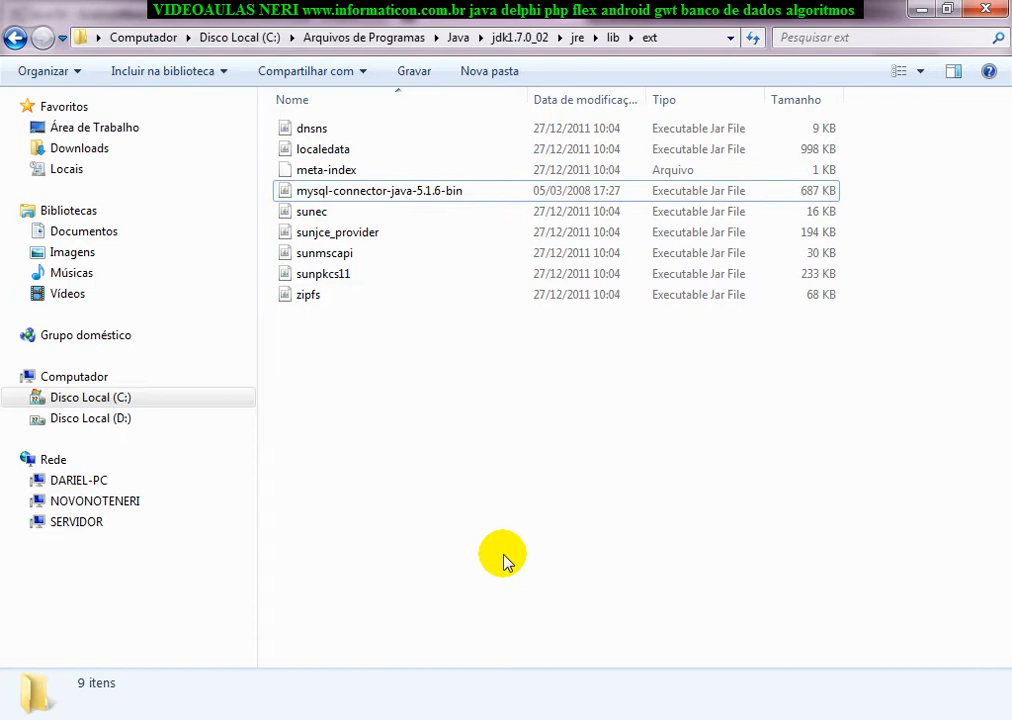 VIDEOAULAS NERI www.informaticon.com.br java delphi php flex android gwt banco de dados algoritmos
Computador Disco Local (C:) Arquivos de Programas Java jdk1.7.0_02 jre lib ext Pesquisar ext
Organizar Incluir na biblioteca Compartilhar com Gravar Nova pasta
Nome Data de modificaç... Tipo Tamanho
dnsns 27/12/2011 10:04 Executable Jar File 9 KB
localedata 27/12/2011 10:04 Executable Jar File 998 KB
meta-index 27/12/2011 10:04 Arquivo 1 KB
mysql-connector-java-5.1.6-bin 05/03/2008 17:27 Executable Jar File 687 KB
sunec 27/12/2011 10:04 Executable Jar File 16 KB
sunjce_provider 27/12/2011 10:04 Executable Jar File 194 KB
sunmscapi 27/12/2011 10:04 Executable Jar File 30 KB
sunpkcs11 27/12/2011 10:04 Executable Jar File 233 KB
zipfs 27/12/2011 10:04 Executable Jar File 68 KB
Favoritos
Área de Trabalho
Downloads
Locais
Bibliotecas
Documentos
Imagens
Músicas
Vídeos
Grupo doméstico
Computador
Disco Local (C:)
Disco Local (D:)
Rede
DARIEL-PC
NOVONOTENERI
SERVIDOR
9 itens